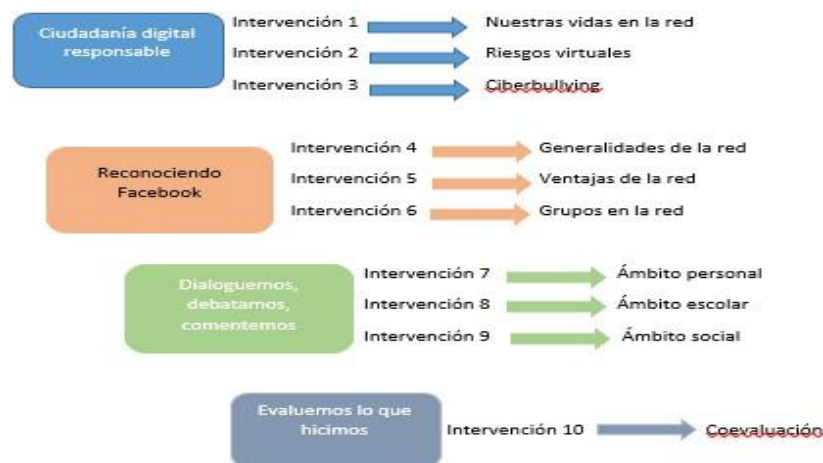 Ciudadanía digital
responsable
Intervención 1
Nuestras vidas en la red
Intervención 2
Riesgos virtuales
Intervención 3
Ciberbullying
Reconociendo
Facebook
Intervención 4
Generalidades de la red
Intervención 5
Ventajas de la red
Intervención 6
Grupos en la red
Dialoguemos,
debatamos,
comentemos
Intervención 7
Ámbito personal
Intervención 8
Ámbito escolar
Intervención 9
Ámbito social
Evaluemos lo que
hicimos
Intervención 10
Coevaluación